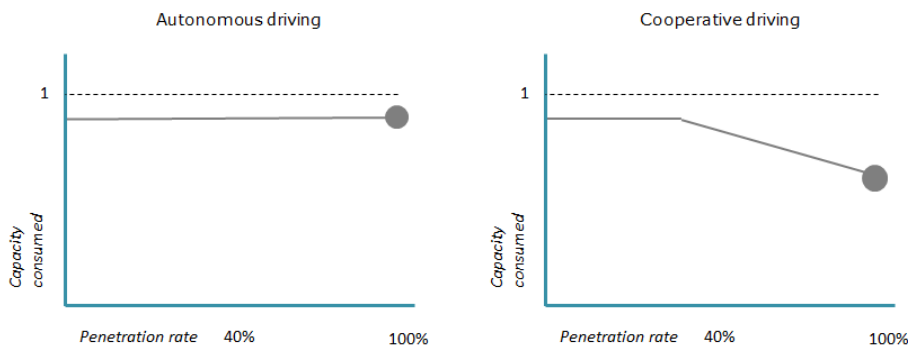 Autonomous driving
1
Capacity
consumed
Penetration rate 40% 100%
Cooperative driving
1
Capacity
consumed
Penetration rate 40% 100%